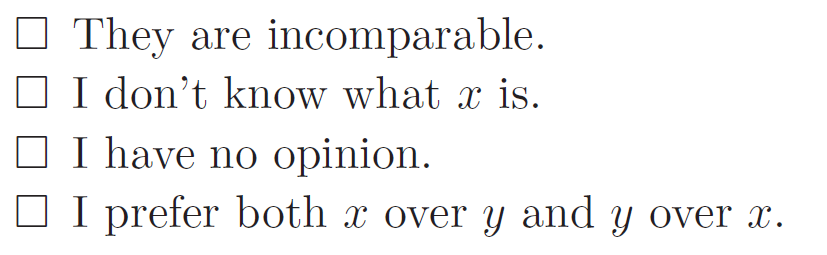 ☐ They are incomparable.
☐ I don't know what x is.
☐ I have no opinion.
☐ I prefer both x over y and y over x.